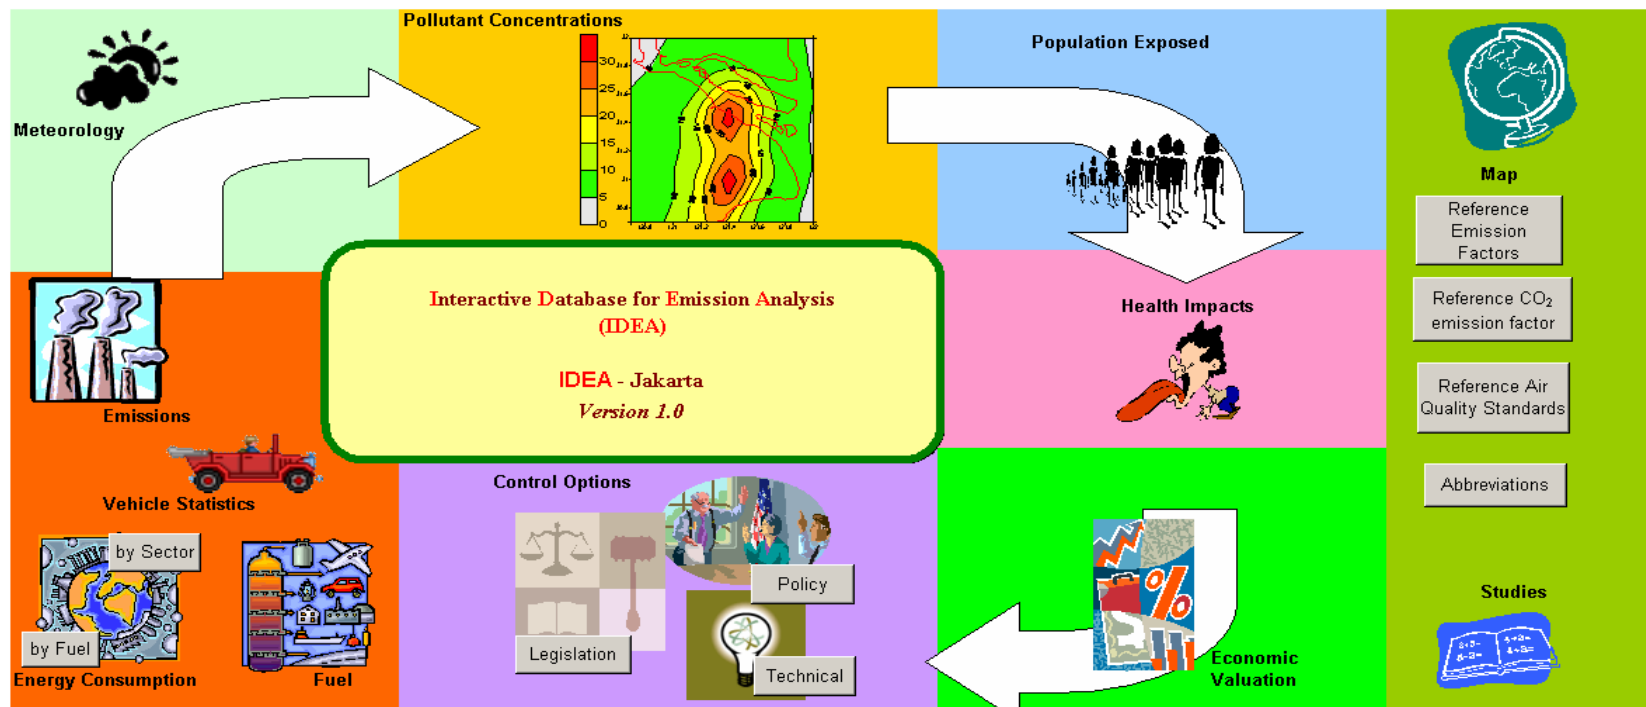 Pollutant Concentrations
Meteorology
30
25
20
15
10
5
0
Population Exposed
Map
Reference
Emission
Factors
Reference CO₂
emission factor
Reference Air
Quality Standards
Abbreviations
Studies
Interactive Database for Emission Analysis
(IDEA)
IDEA - Jakarta
Version 1.0
Health Impacts
Emissions
Vehicle Statistics
by Sector
by Fuel
Energy Consumption
Fuel
Control Options
Policy
Legislation
Technical
%
Economic
Valuation